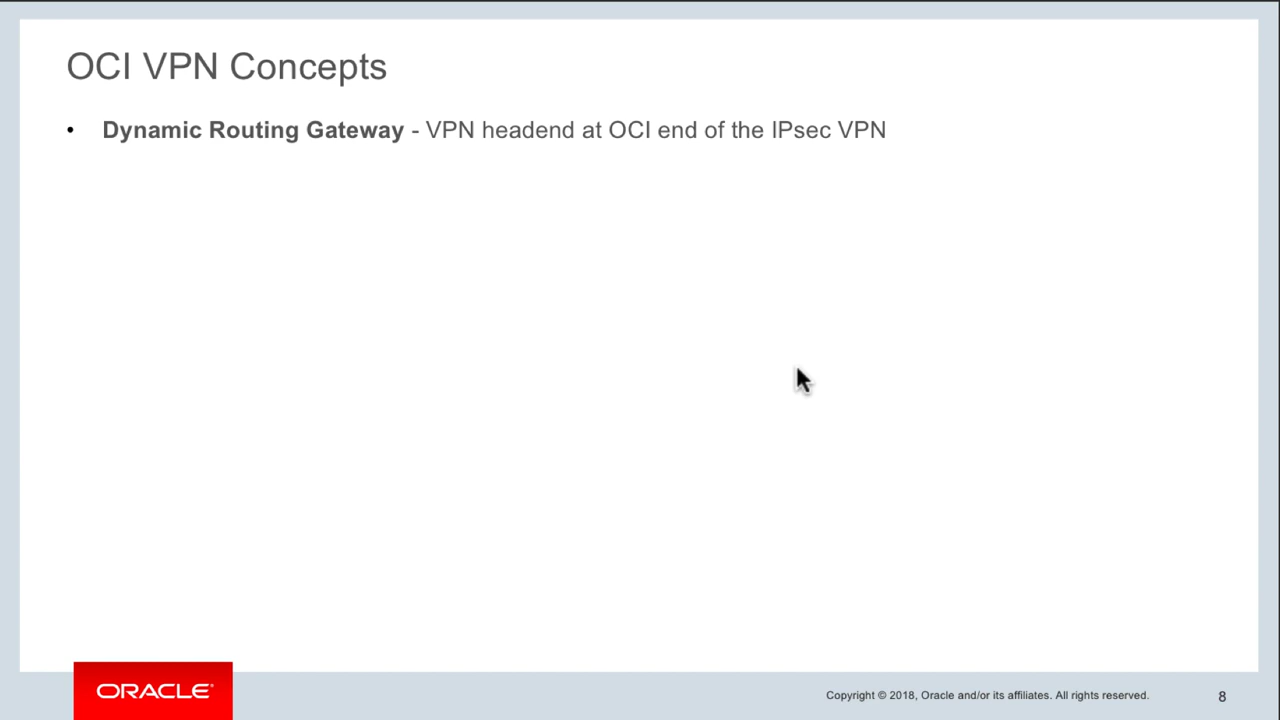 OCI VPN Concepts
• Dynamic Routing Gateway - VPN headend at OCI end of the IPsec VPN
ORACLE®
Copyright © 2018, Oracle and/or its affiliates. All rights reserved.
8